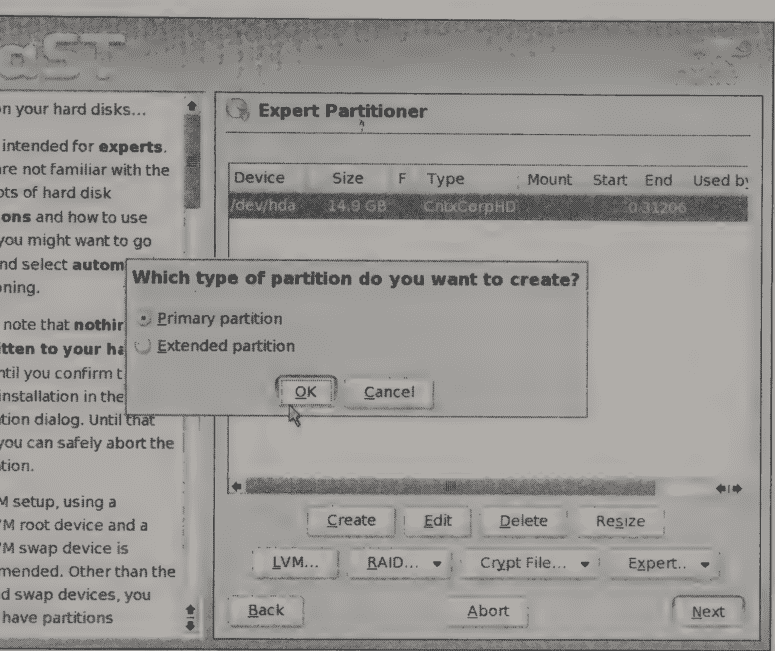 aST
n your hard disks...
intended for experts.
re not familiar with the
ots of hard disk
ons and how to use
you might want to go
nd select autom
oning.
note that nothin
tten to your ha
ntil you confirm t
installation in the
tion dialog. Until that
you can safely abort the
tion.
M setup, using a
'M root device and a
'M swap device is
mended. Other than the
d swap devices, you
have partitions
Expert Partitioner
Device Size F Type Mount Start End Used by
/dev/hda 14.9 GB CntxCorpHD 0 31206
Which type of partition do you want to create?
Primary partition
Extended partition
OK Cancel
Create Edit Delete Resize
LVM... RAID... Crypt File... Expert..
Back Abort Next